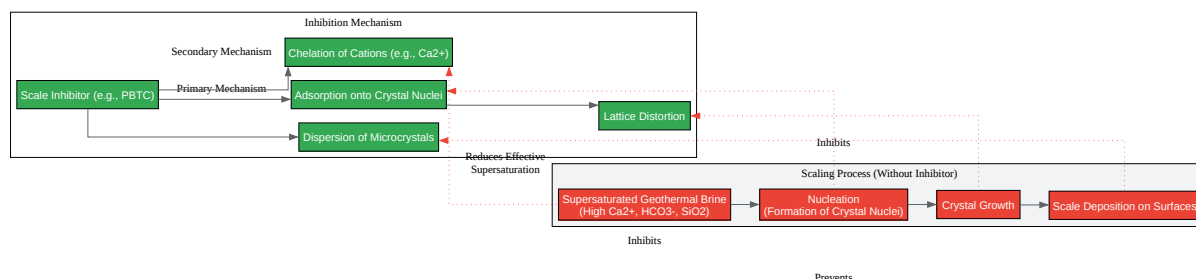 Inhibition Mechanism
Secondary Mechanism
Chelation of Cations (e.g., Ca2+)
Scale Inhibitor (e.g., PBTC)
Primary Mechanism
Adsorption onto Crystal Nuclei
Lattice Distortion
Dispersion of Microcrystals
Inhibits
Reduces Effective
Supersaturation
Scaling Process (Without Inhibitor)
Supersaturated Geothermal Brine
(High Ca2+, HCO3-, SiO2)
Nucleation
(Formation of Crystal Nuclei)
Crystal Growth
Scale Deposition on Surfaces
Inhibits
Prevents